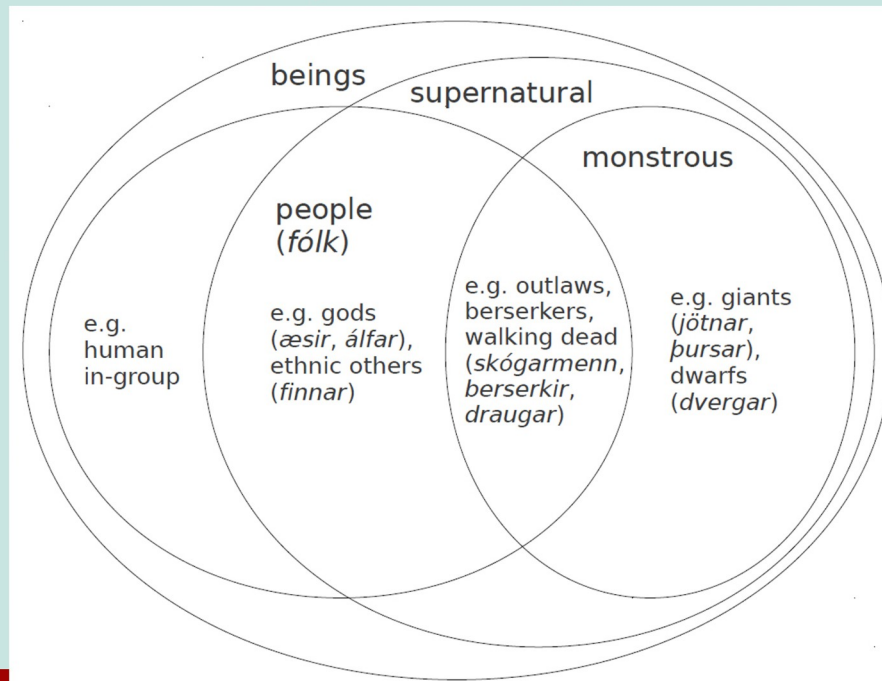 beings
supernatural
monstrous
people
(fólk)
e.g.
human
in-group
e.g. gods
(æsir, álfar),
ethnic others
(finnar)
e.g. outlaws,
berserkers,
walking dead
(skógarmenn,
berserkir,
draugar)
e.g. giants
(jötnar,
þursar),
dwarfs
(dvergar)